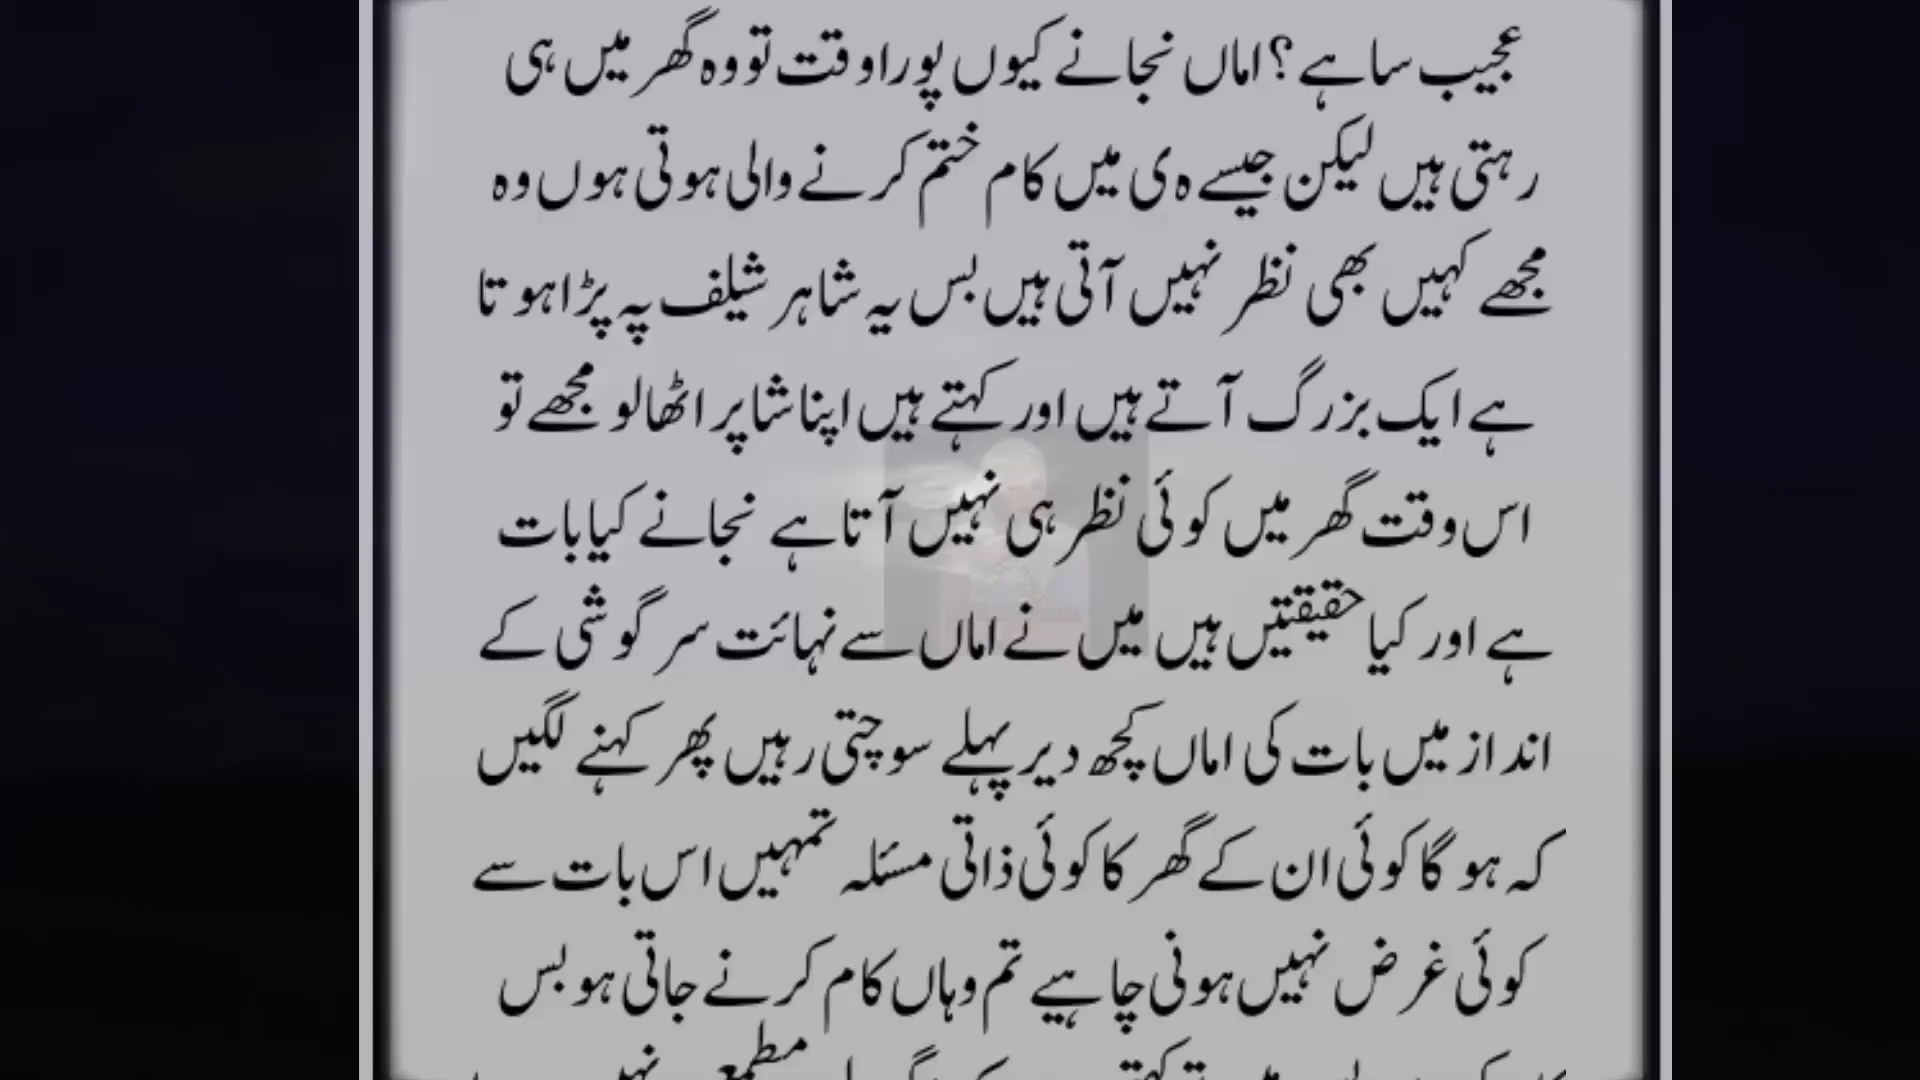 عجیب سا ہے؟ اماں نجانے کیوں پورا وقت تو وہ گھر میں ہی
رہتی ہیں لیکن جیسے ہ ی میں کام ختم کرنے والی ہوتی ہوں وہ
مجھے کہیں بھی نظر نہیں آتی ہیں بس یہ شاہر شیلف پہ پڑا ہوتا
ہے ایک بزرگ آتے ہیں اور کہتے ہیں اپنا شاپر اٹھا لو مجھے تو
اس وقت گھر میں کوئی نظر ہی نہیں آتا ہے نجانے کیا بات
ہے اور کیا حقیقتیں ہیں میں نے اماں سے نہائت سرگوشی کے
انداز میں بات کی اماں کچھ دیر پہلے سوچتی رہیں پھر کہنے لگیں
کہ ہو گا کوئی ان کے گھر کا کوئی ذاتی مسئلہ تمہیں اس بات سے
کوئی غرض نہیں ہونی چاہیے تم وہاں کام کرنے جاتی ہو بس